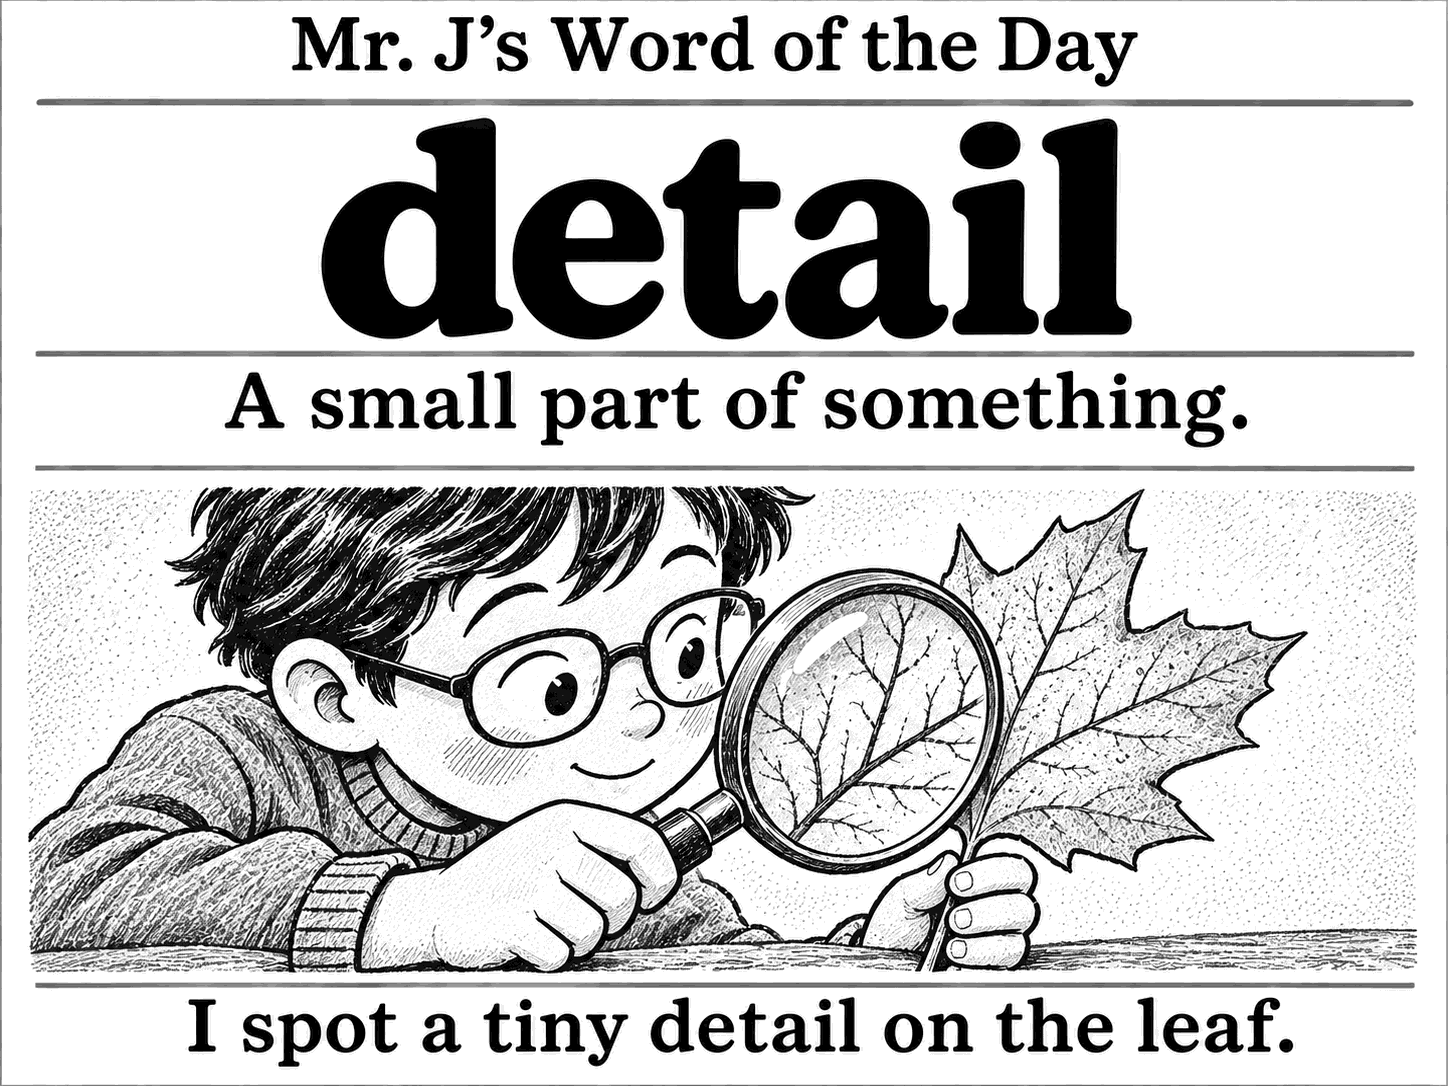 Mr. J’s Word of the Day
detail
A small part of something.
I spot a tiny detail on the leaf.